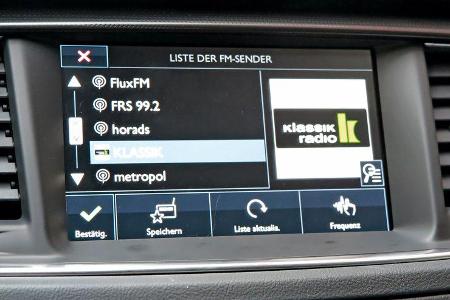 LISTE DER FM-SENDER
FluxFM
FRS 99.2
horads
KLASSIK
metropol
klassik
radio
Bestätig.
Speichern
Liste aktualis.
Frequenz